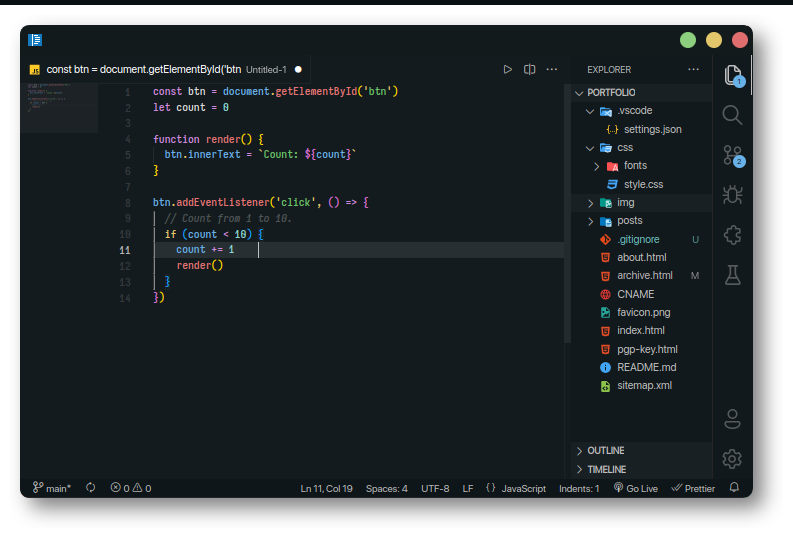 JS const btn = document.getElementById('btn Untitled-1
1 const btn = document.getElementById('btn')
2 let count = 0
3
4 function render() {
5 btn.innerText = `Count: ${count}`
6 }
7
8 btn.addEventListener('click', () => {
9 // Count from 1 to 10.
10 if (count < 10) {
11 count += 1
12 render()
13 }
14 })
EXPLORER
PORTFOLIO
.vscode
{..} settings.json
css
fonts
style.css
img
posts
.gitignore U
about.html
archive.html M
CNAME
favicon.png
index.html
pgp-key.html
README.md
sitemap.xml
OUTLINE
TIMELINE
1
2
main* 0 0 Ln 11, Col 19 Spaces: 4 UTF-8 LF {} JavaScript Indents: 1 Go Live Prettier